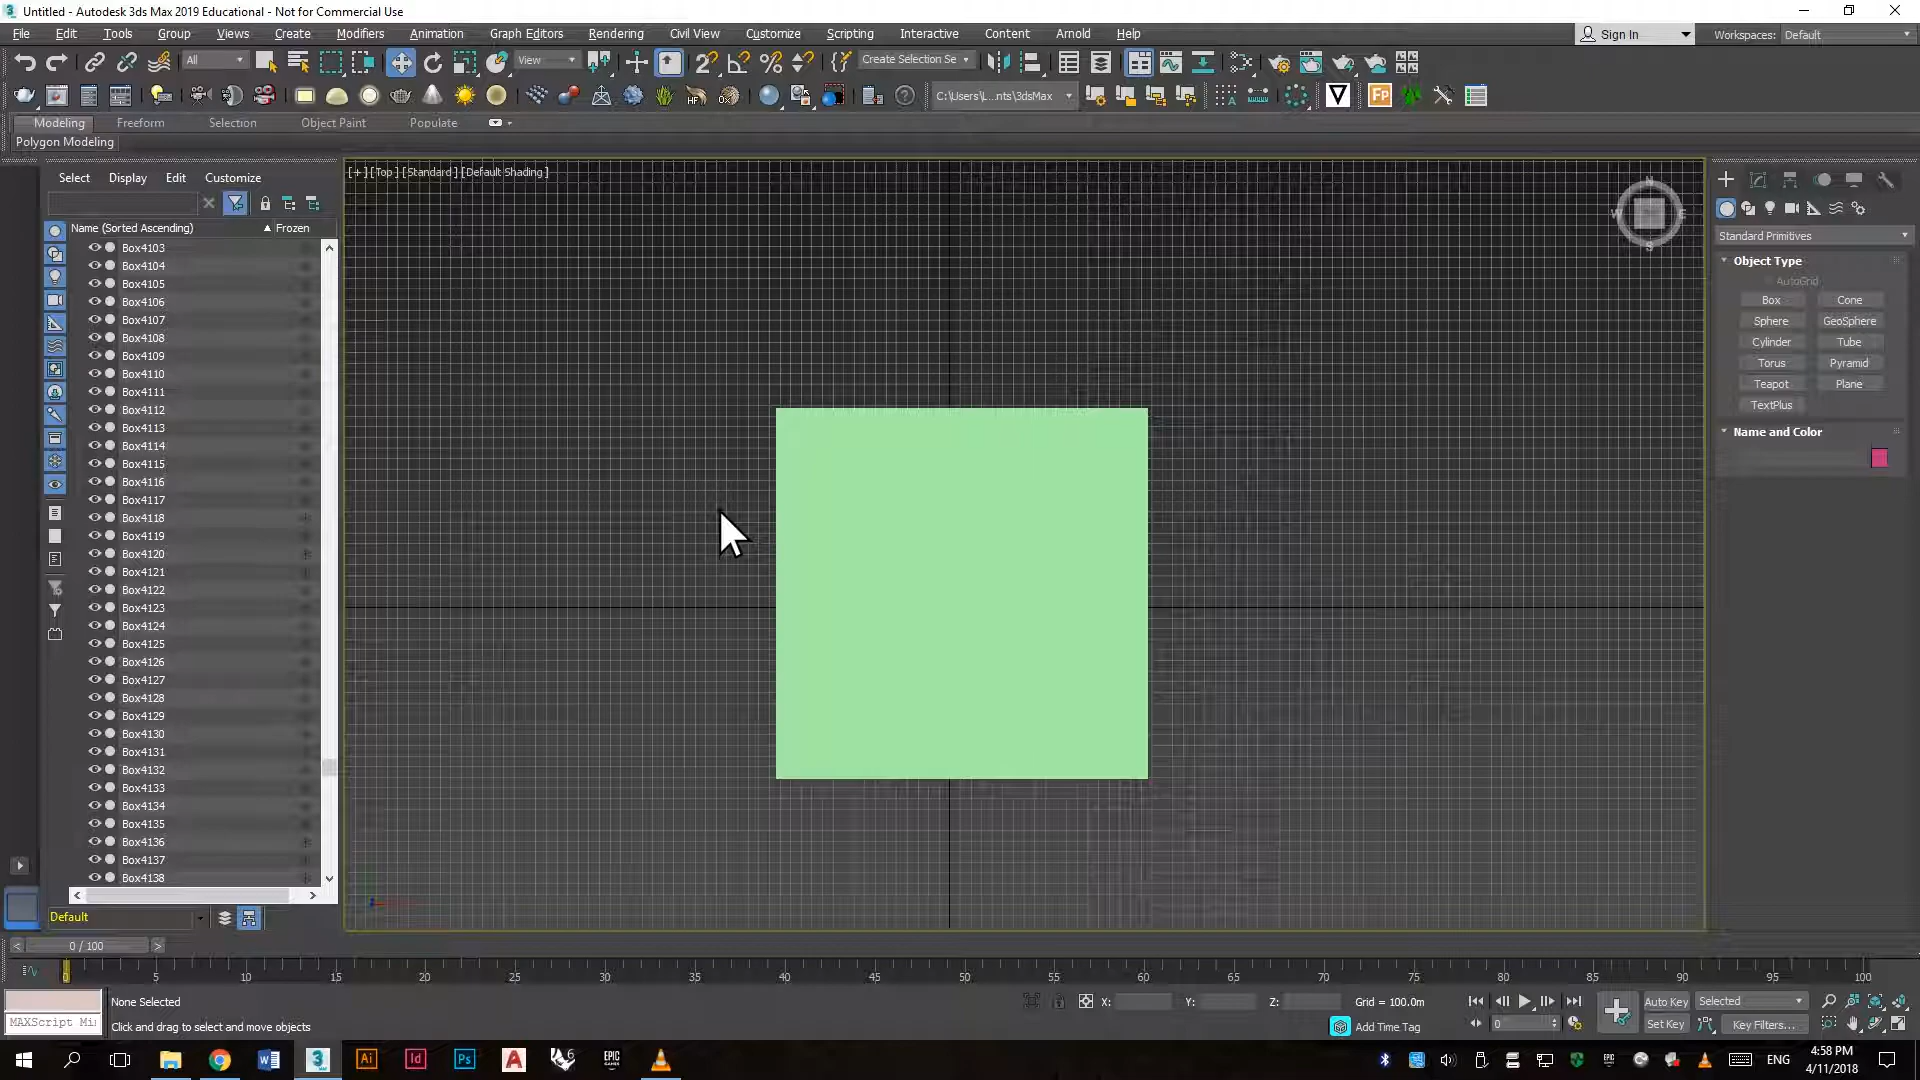 Untitled - Autodesk 3ds Max 2019 Educational - Not for Commercial Use
File Edit Tools Group Views Create Modifiers Animation Graph Editors Rendering Civil View Customize Scripting Interactive Content Arnold Help
Sign In Workspaces: Default
All View Create Selection Se
C:\Users\L...nts\3dsMax
Modeling Freeform Selection Object Paint Populate
Polygon Modeling
Select Display Edit Customize
[+] [Top] [Standard] [Default Shading]
N
W E
S
Name (Sorted Ascending) Frozen
Box4103
Box4104
Box4105
Box4106
Box4107
Box4108
Box4109
Box4110
Box4111
Box4112
Box4113
Box4114
Box4115
Box4116
Box4117
Box4118
Box4119
Box4120
Box4121
Box4122
Box4123
Box4124
Box4125
Box4126
Box4127
Box4128
Box4129
Box4130
Box4131
Box4132
Box4133
Box4134
Box4135
Box4136
Box4137
Box4138
Default
Standard Primitives
Object Type
AutoGrid
Box Cone
Sphere GeoSphere
Cylinder Tube
Torus Pyramid
Teapot Plane
TextPlus
Name and Color
0 / 100
0 5 10 15 20 25 30 35 40 45 50 55 60 65 70 75 80 85 90 95 100
None Selected
X: Y: Z: Grid = 100.0m
Auto Key Selected
MAXScript Mi
Click and drag to select and move objects
Add Time Tag
0
Set Key Key Filters...
ENG
4:58 PM
4/11/2018